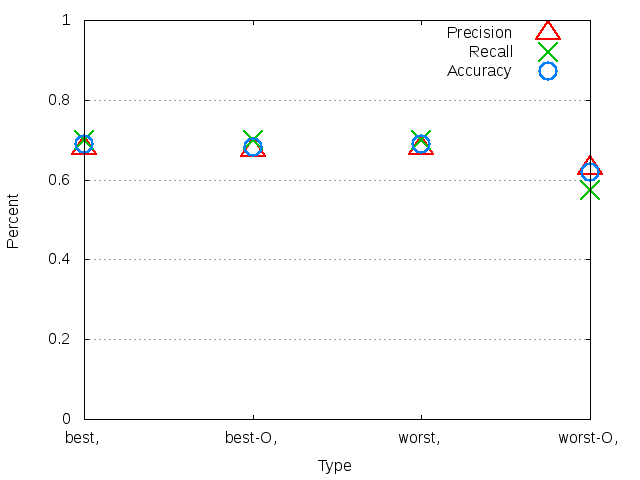 1
Precision
Recall
Accuracy
0.8
0.6
0.4
0.2
0
Percent
best, best-O, worst, worst-O,
Type